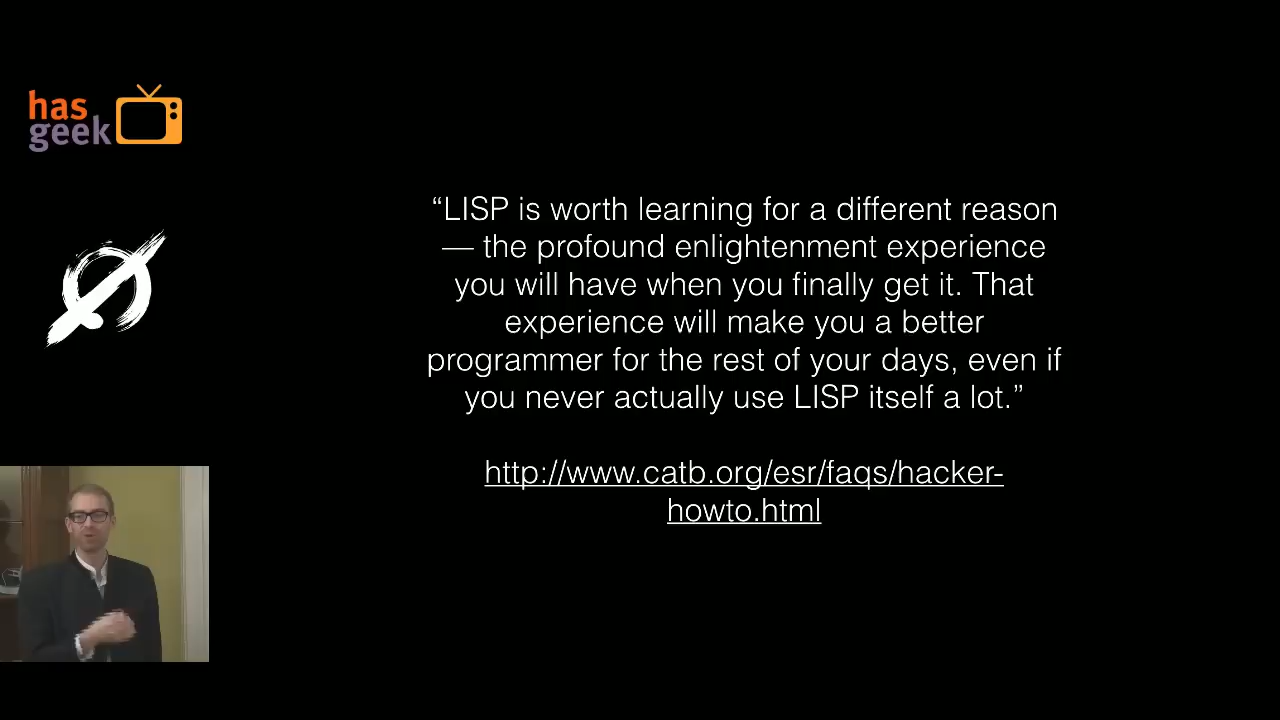 has
geek
“LISP is worth learning for a different reason
— the profound enlightenment experience
you will have when you finally get it. That
experience will make you a better
programmer for the rest of your days, even if
you never actually use LISP itself a lot.”
http://www.catb.org/esr/faqs/hacker-
howto.html